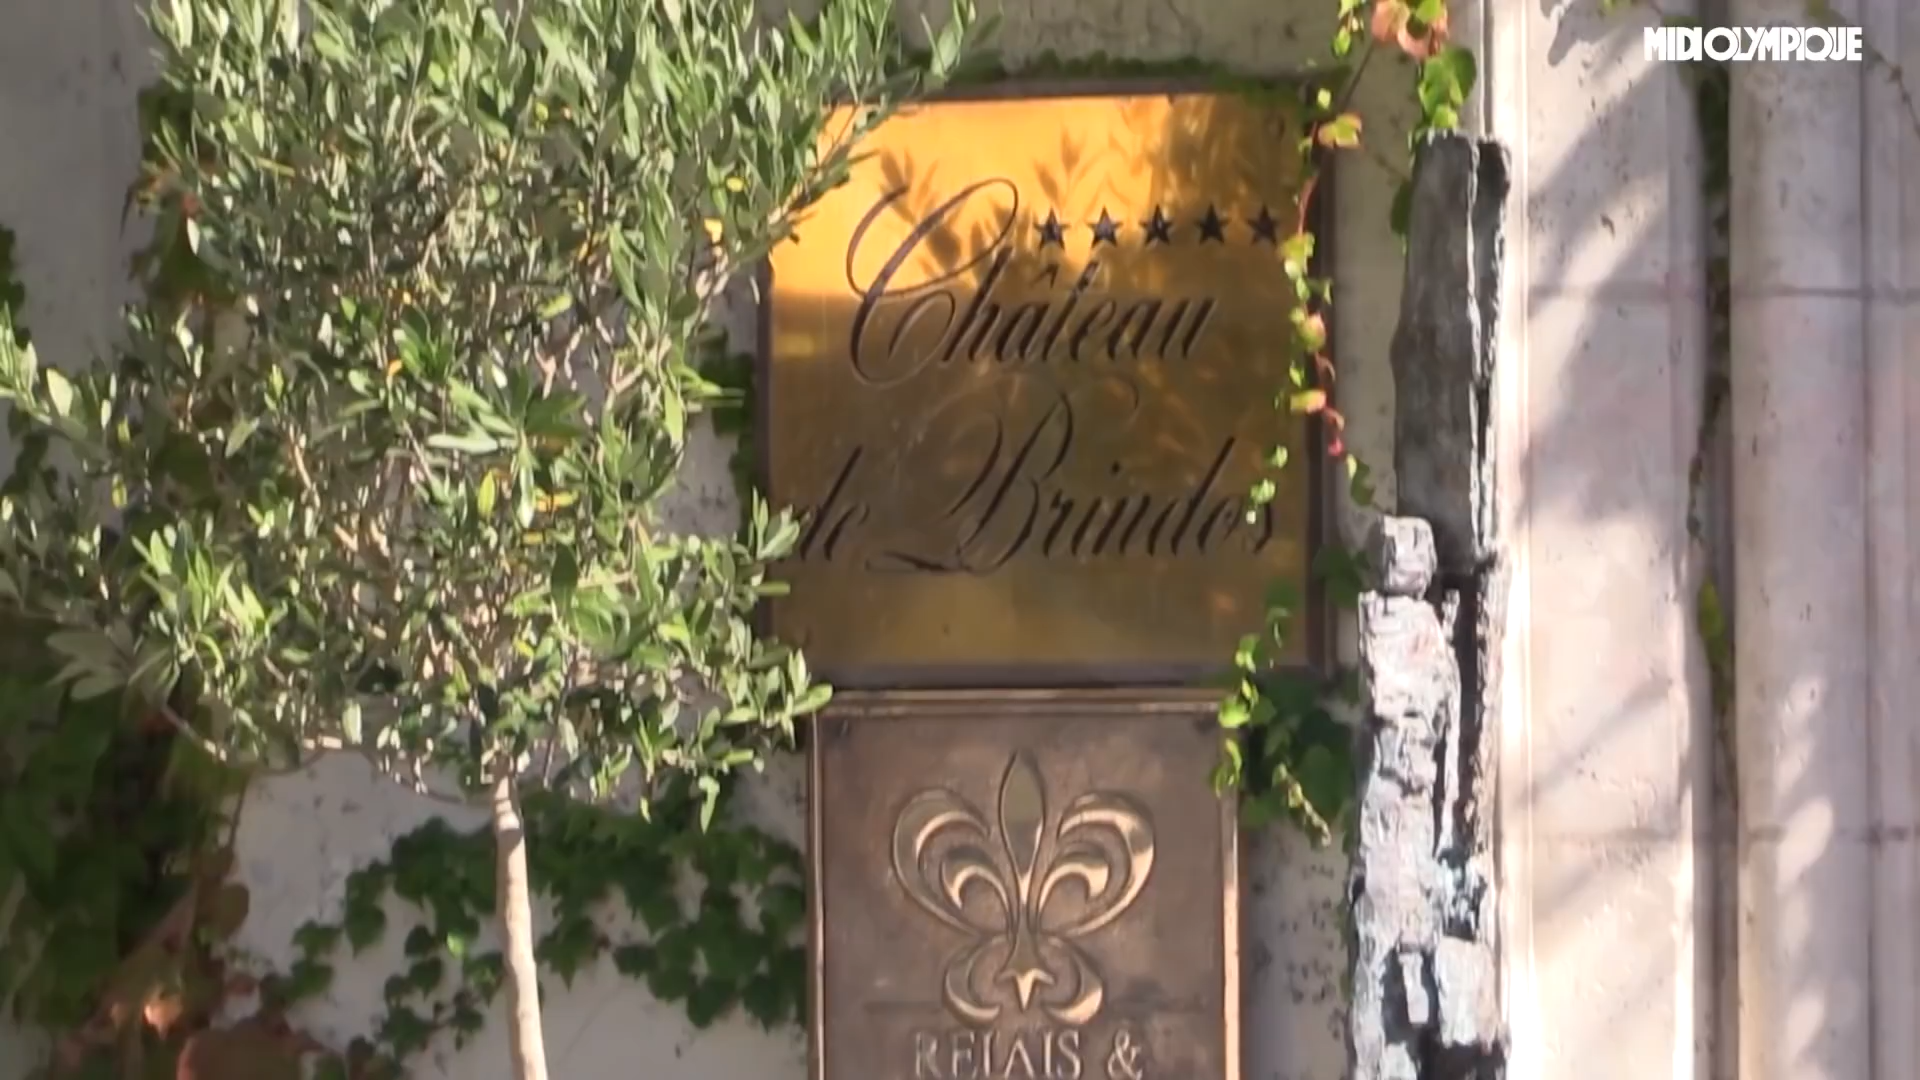 MIDI OLYMPIQUE
★★★★★
Château
de Brindos
RELAIS &